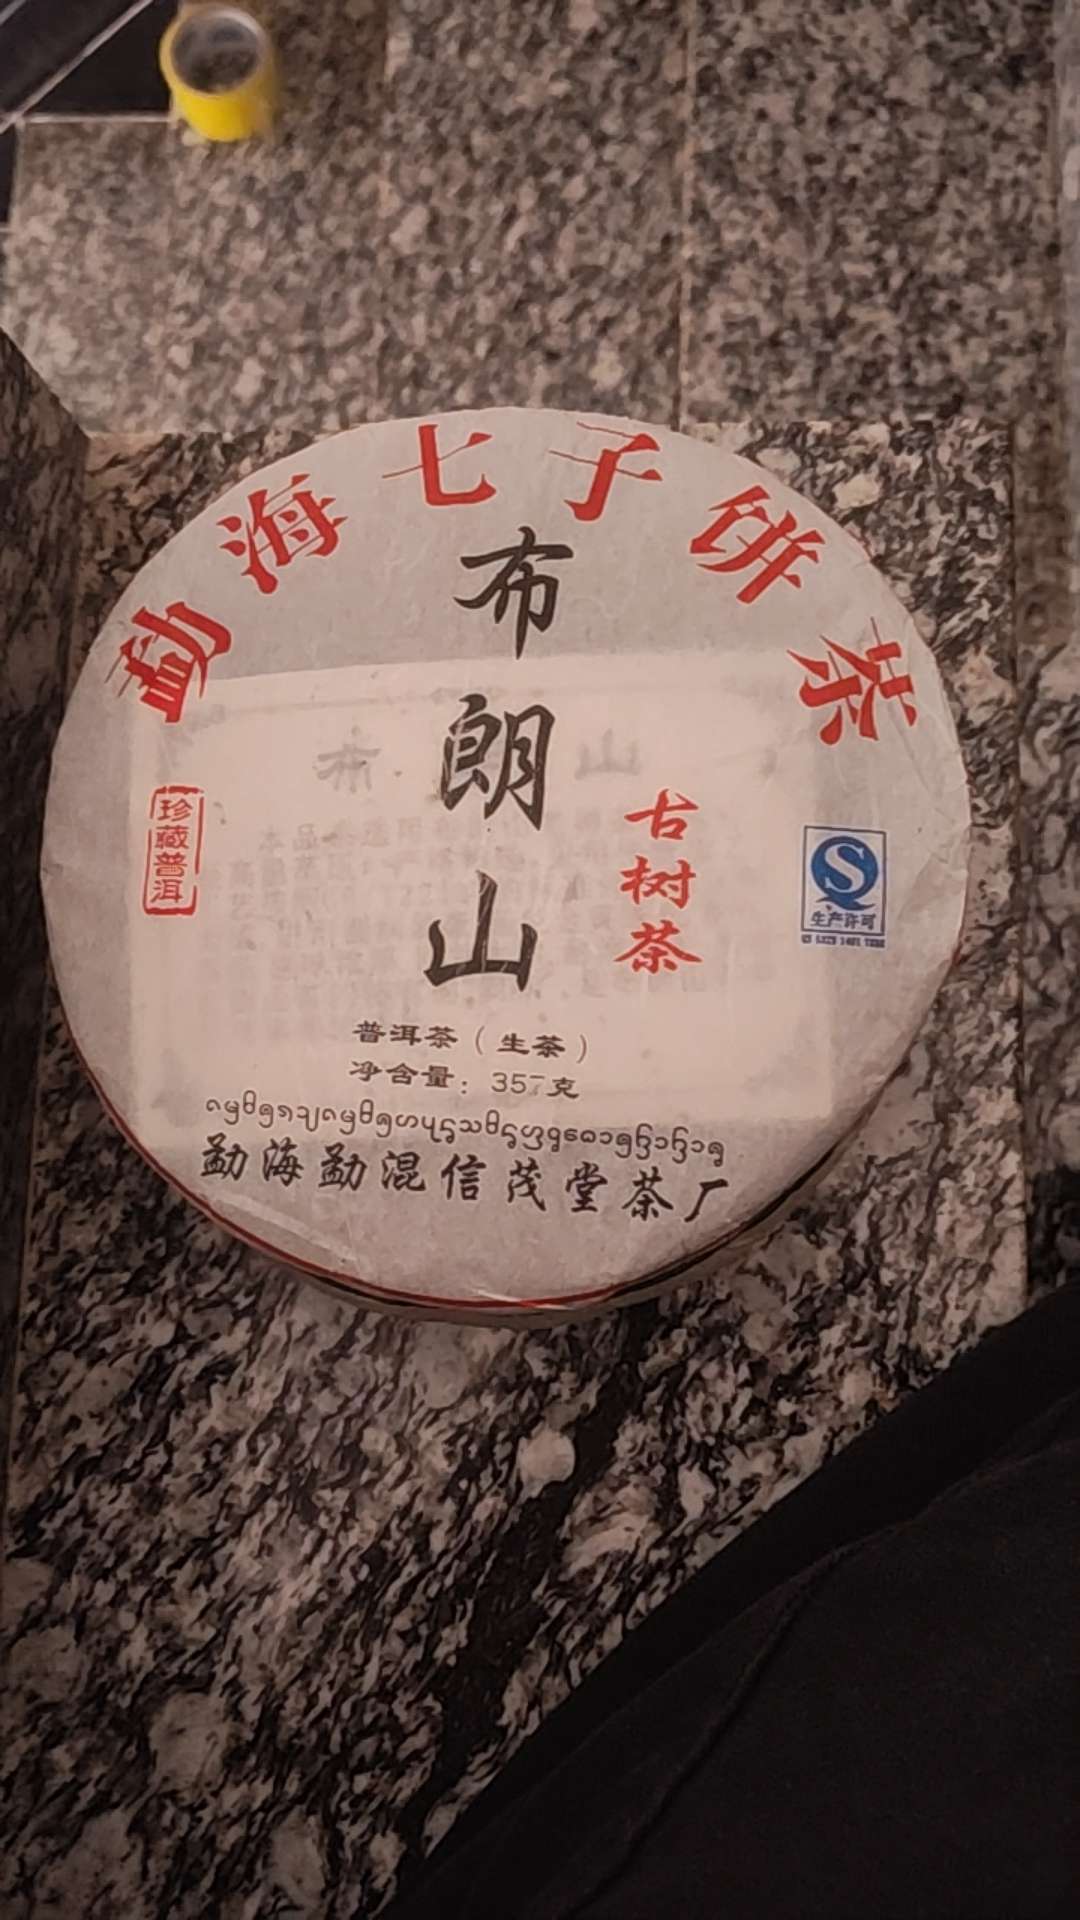 勐海七子饼茶
布朗山
古树茶
珍藏普洱
生产许可
普洱茶（生茶）
净含量：357克
勐海勐混信茂堂茶厂